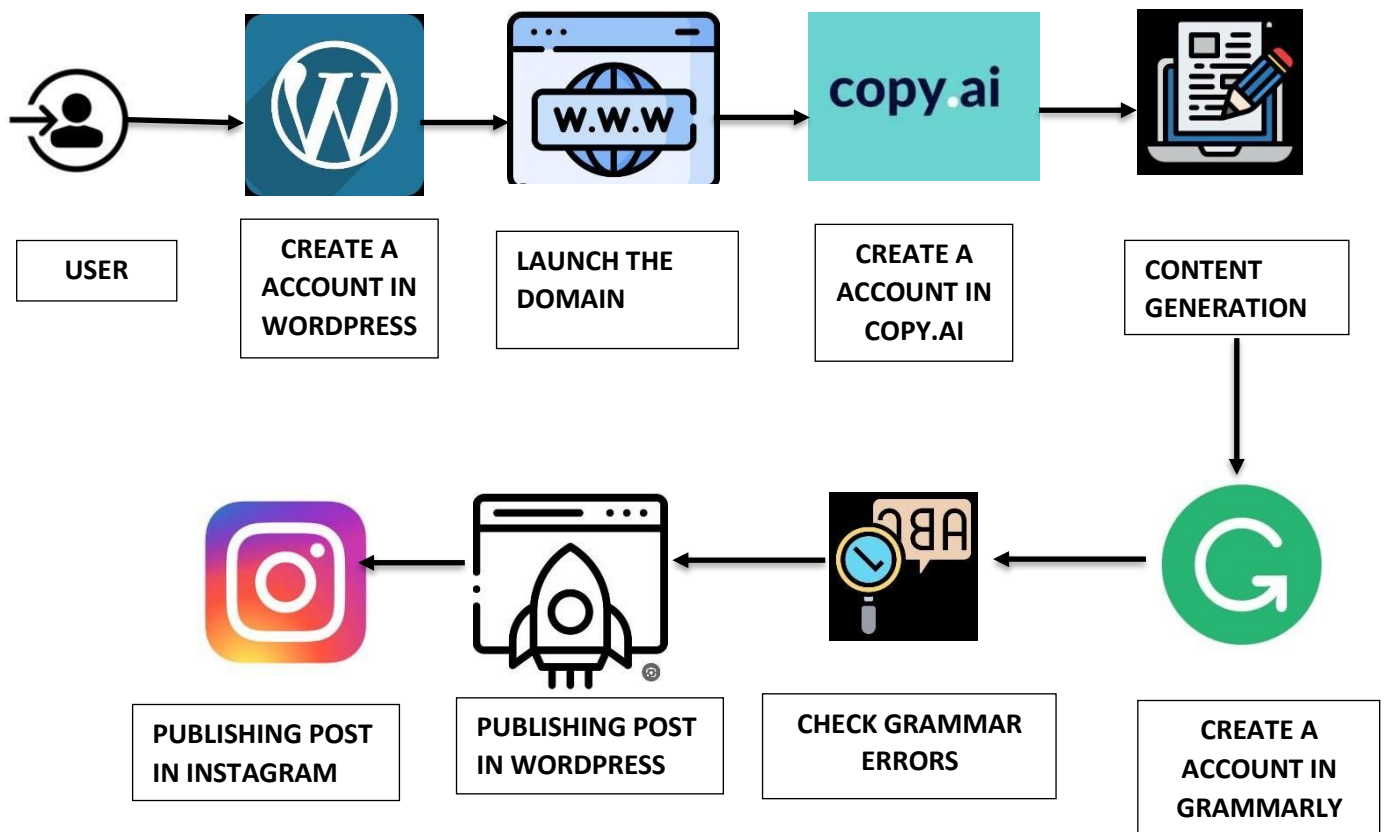 W
W.W.W
copy.ai
USER
CREATE A
ACCOUNT IN
WORDPRESS
LAUNCH THE
DOMAIN
CREATE A
ACCOUNT IN
COPY.AI
CONTENT
GENERATION
G
ABC
PUBLISHING POST
IN INSTAGRAM
PUBLISHING POST
IN WORDPRESS
CHECK GRAMMAR
ERRORS
CREATE A
ACCOUNT IN
GRAMMARLY